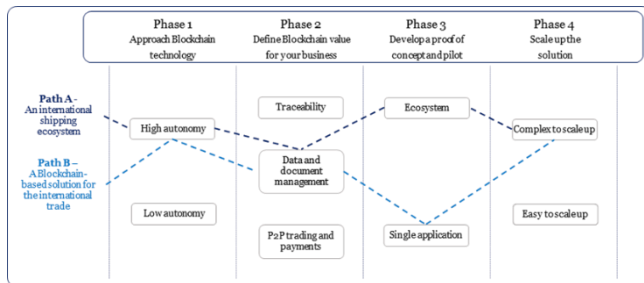 Phase 1
Approach Blockchain
technology
Phase 2
Define Blockchain value
for your business
Phase 3
Develop a proof of
concept and pilot
Phase 4
Scale up the
solution
Path A -
An international
shipping
ecosystem
Path B –
A Blockchain-
based solution for
the international
trade
High autonomy
Low autonomy
Traceability
Data and
document
management
P2P trading and
payments
Ecosystem
Single application
Complex to scale up
Easy to scale up